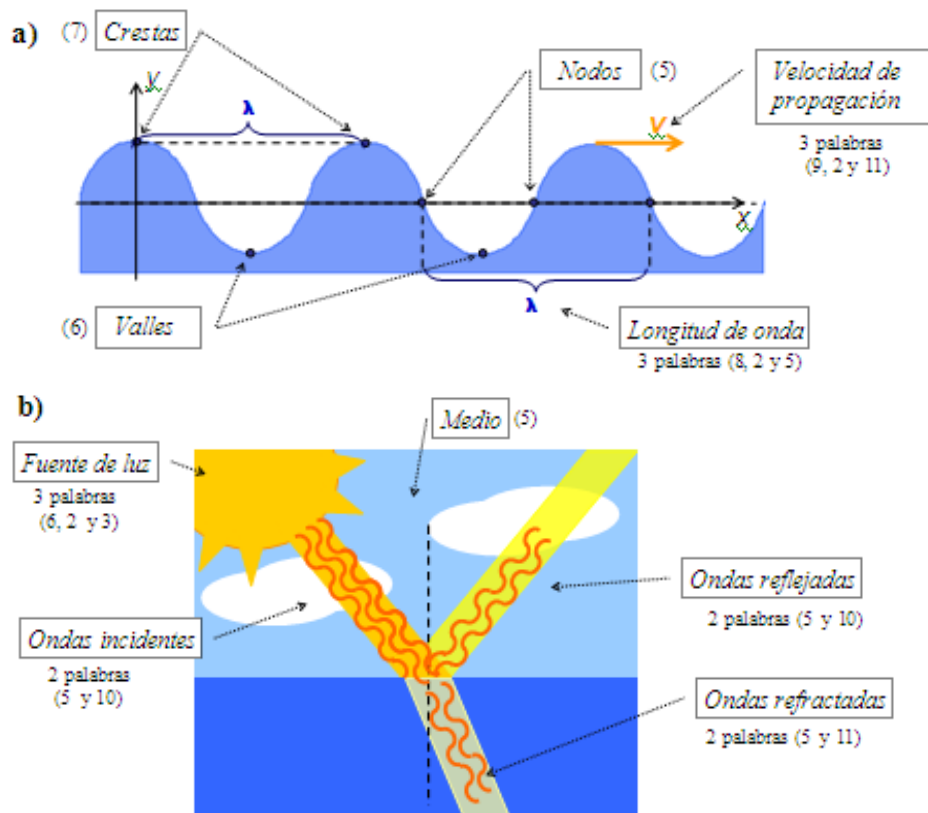 a)
(7) Crestas
Nodos (5)
Velocidad de
propagación
3 palabras
(9, 2 y 11)
y
λ
v
x
λ
(6) Valles
Longitud de onda
3 palabras (8, 2 y 5)
b)
Medio (5)
Fuente de luz
3 palabras
(6, 2 y 3)
Ondas reflejadas
2 palabras (5 y 10)
Ondas incidentes
2 palabras
(5 y 10)
Ondas refractadas
2 palabras (5 y 11)